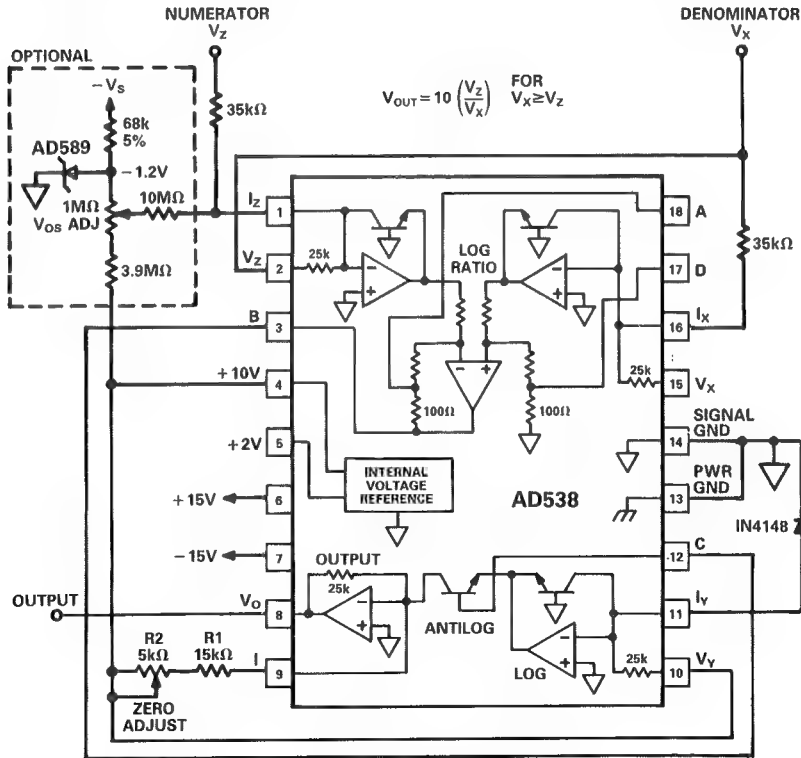 NUMERATOR
V_Z
DENOMINATOR
V_X
OPTIONAL
−V_S
35kΩ
V_OUT = 10 (V_Z/V_X) FOR V_X ≥ V_Z
68k
5%
AD589
−1.2V
1MΩ
V_OS ADJ
10MΩ
3.9MΩ
35kΩ
I_Z
1
V_Z
2
B
3
+10V
4
+2V
5
+15V
6
−15V
7
OUTPUT
V_O
8
I
9
R2
5kΩ
R1
15kΩ
ZERO
ADJUST
25k
LOG
RATIO
100Ω
100Ω
25k
INTERNAL
VOLTAGE
REFERENCE
AD538
OUTPUT
25k
ANTILOG
LOG
25k
18
A
17
D
16
I_X
15
V_X
SIGNAL
GND
14
PWR
GND
13
IN4148
12
C
11
I_Y
10
V_Y